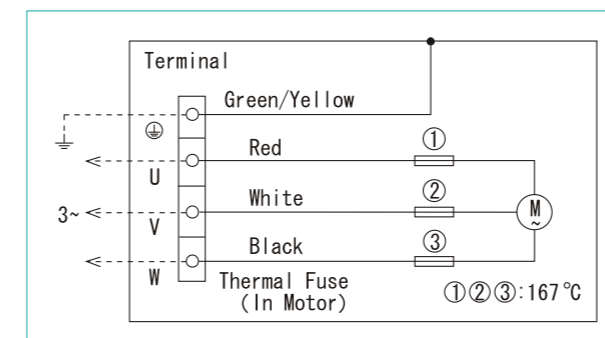 Terminal
Green/Yellow
Red ①
U
White ②
3~ V M
~
Black ③
W Thermal Fuse
(In Motor) ①②③:167℃